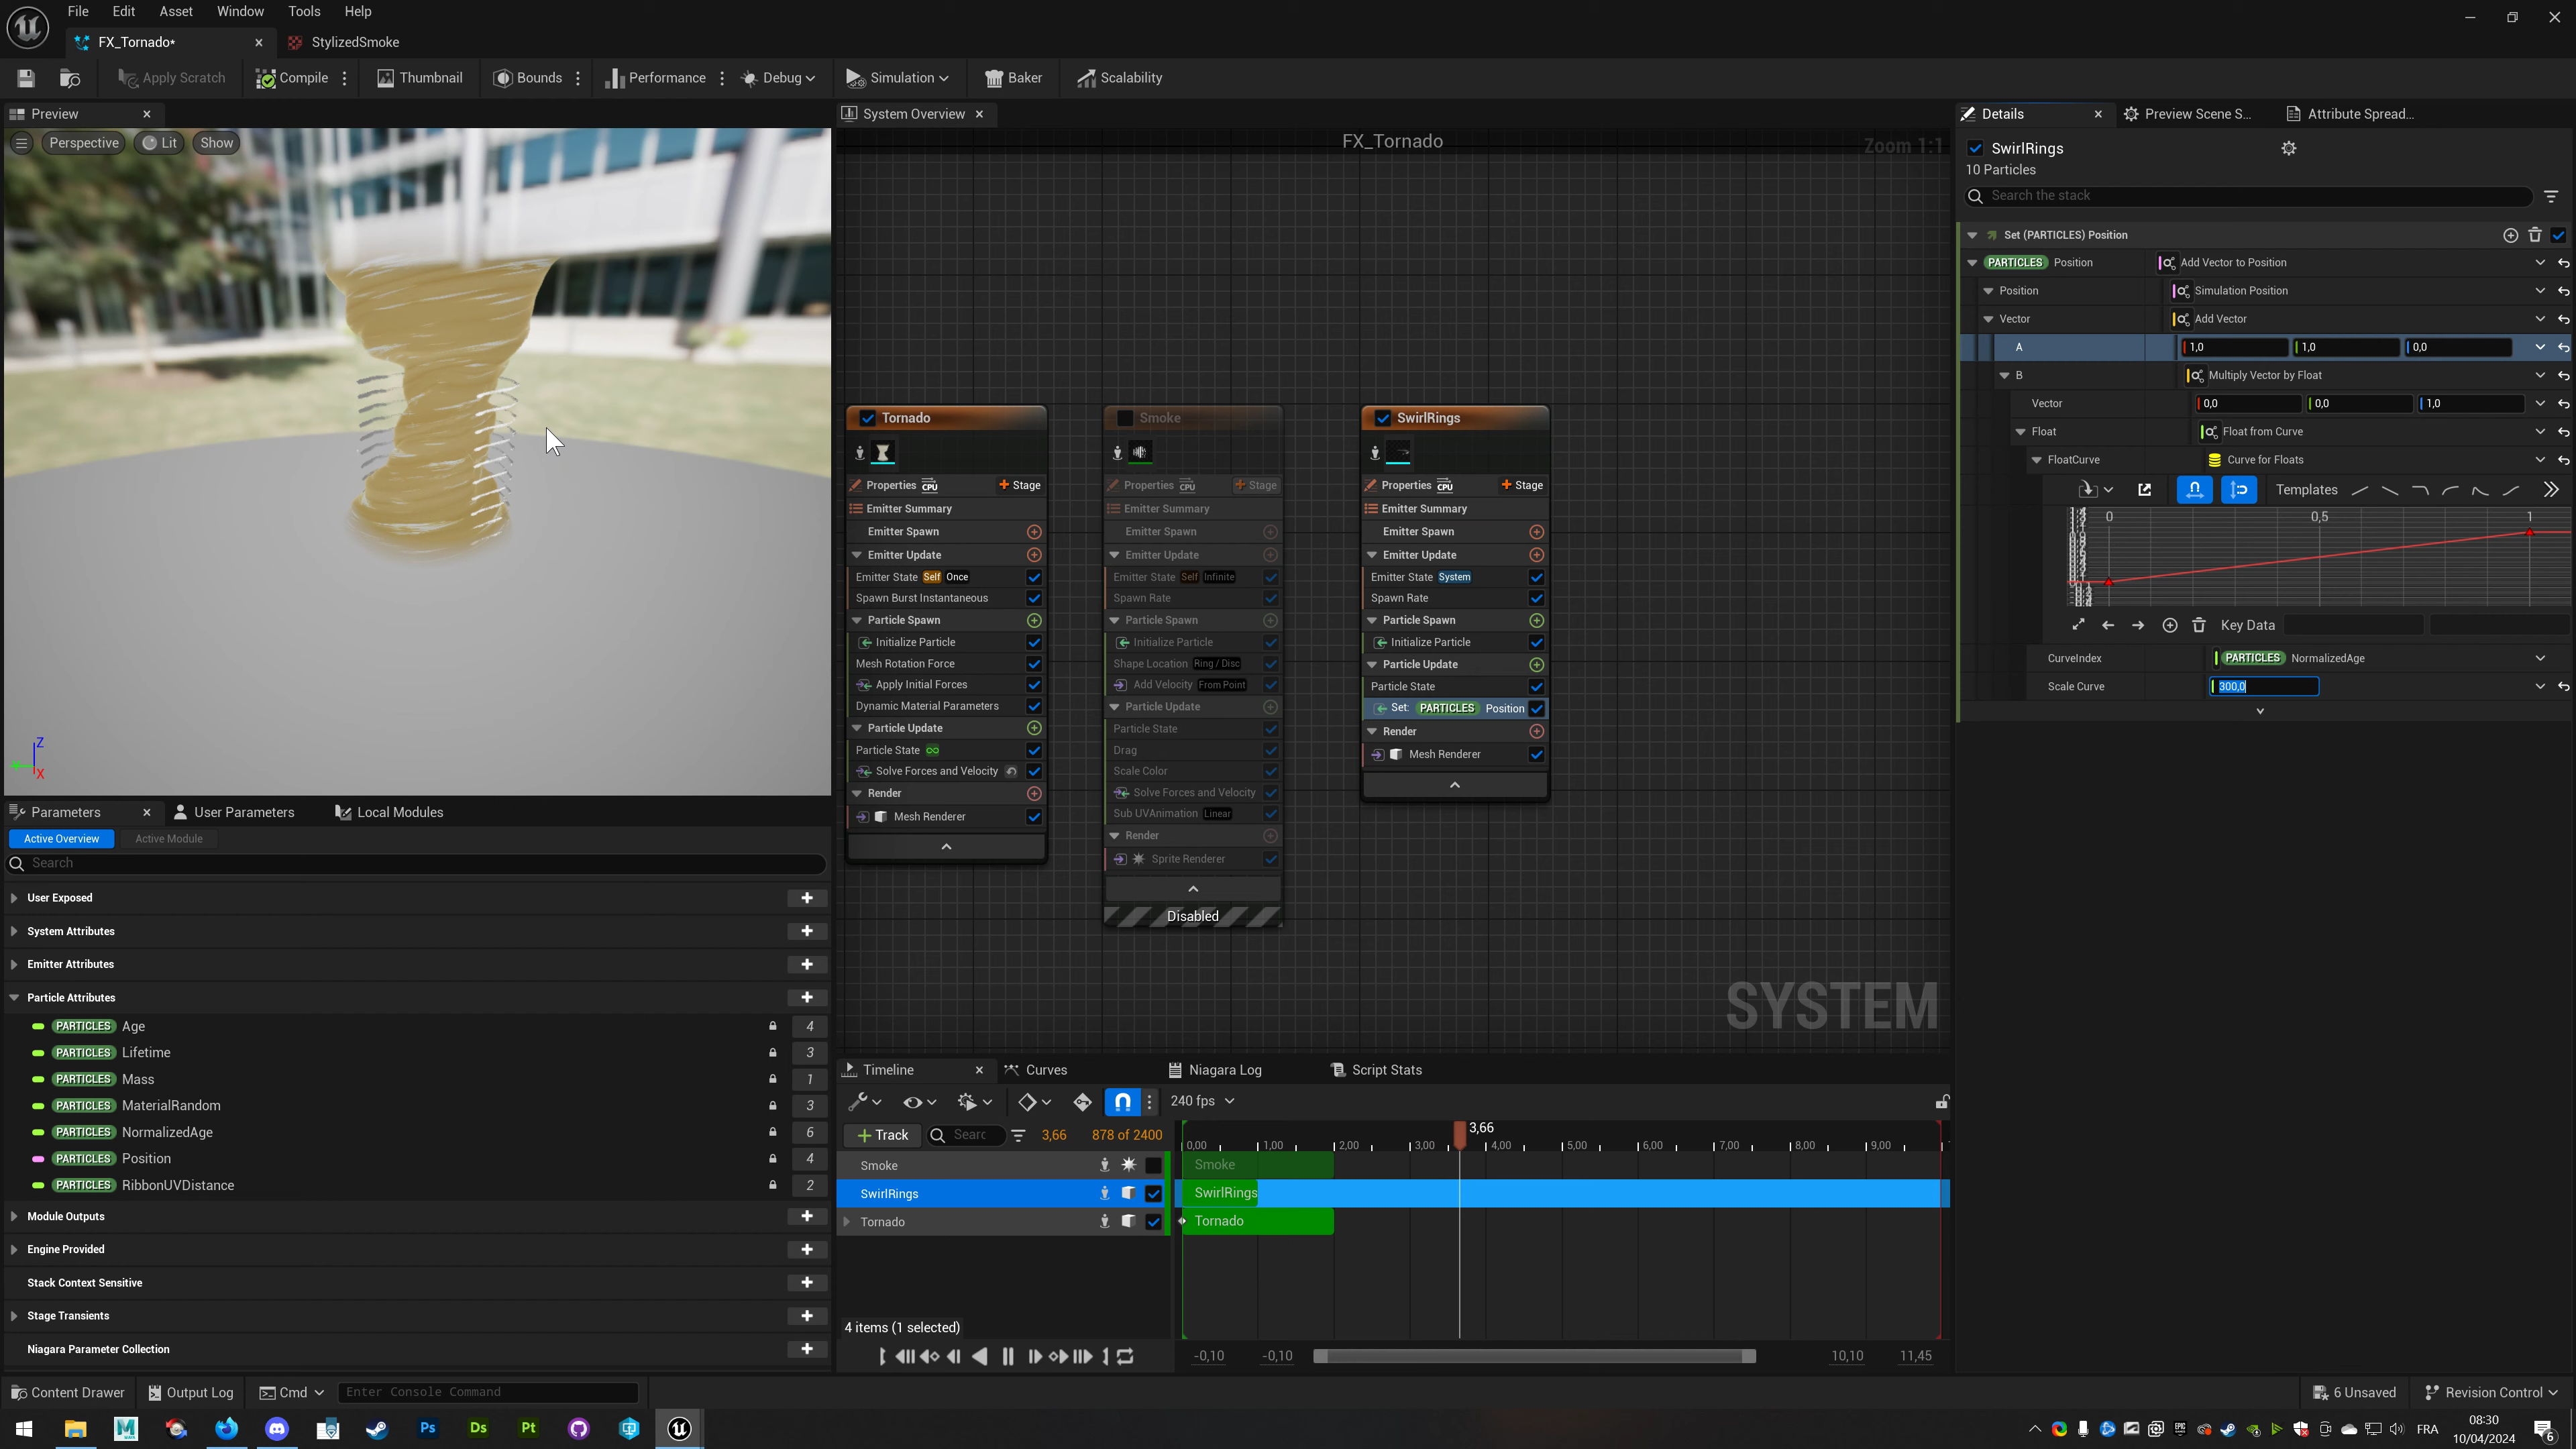 File Edit Asset Window Tools Help
FX_Tornado*
StylizedSmoke
Apply Scratch
Compile
Thumbnail
Bounds
Performance
Debug
Simulation
Baker
Scalability
Preview
Perspective
Lit
Show
Z
X
System Overview
FX_Tornado
Zoom 1:1
Tornado
Properties CPU + Stage
Emitter Summary
Emitter Spawn
Emitter Update
Emitter State Self Once
Spawn Burst Instantaneous
Particle Spawn
Initialize Particle
Mesh Rotation Force
Apply Initial Forces
Dynamic Material Parameters
Particle Update
Particle State
Solve Forces and Velocity
Render
Mesh Renderer
Smoke
Properties CPU + Stage
Emitter Summary
Emitter Spawn
Emitter Update
Emitter State Self Infinite
Spawn Rate
Particle Spawn
Initialize Particle
Shape Location Ring / Disc
Add Velocity From Point
Particle Update
Particle State
Drag
Scale Color
Solve Forces and Velocity
Sub UVAnimation Linear
Render
Sprite Renderer
Disabled
SwirlRings
Properties CPU + Stage
Emitter Summary
Emitter Spawn
Emitter Update
Emitter State System
Spawn Rate
Particle Spawn
Initialize Particle
Particle Update
Particle State
Set: PARTICLES Position
Render
Mesh Renderer
SYSTEM
Details
Preview Scene S...
Attribute Spread...
SwirlRings
10 Particles
Search the stack
Set (PARTICLES) Position
PARTICLES Position Add Vector to Position
Position Simulation Position
Vector Add Vector
A 1,0 1,0 0,0
B Multiply Vector by Float
Vector 0,0 0,0 1,0
Float Float from Curve
FloatCurve Curve for Floats
Templates
0 0,5 1
Key Data
CurveIndex PARTICLES NormalizedAge
Scale Curve 300,0
Parameters
User Parameters
Local Modules
Active Overview
Active Module
Search
User Exposed
System Attributes
Emitter Attributes
Particle Attributes
PARTICLES Age 4
PARTICLES Lifetime 3
PARTICLES Mass 1
PARTICLES MaterialRandom 3
PARTICLES NormalizedAge 6
PARTICLES Position 4
PARTICLES RibbonUVDistance 2
Module Outputs
Engine Provided
Stack Context Sensitive
Stage Transients
Niagara Parameter Collection
Timeline
Curves
Niagara Log
Script Stats
240 fps
+ Track
Searc
3,66
878 of 2400
3,66
0,00 1,00 2,00 3,00 4,00 5,00 6,00 7,00 8,00 9,00
Smoke
Smoke
SwirlRings
SwirlRings
Tornado
Tornado
4 items (1 selected)
-0,10 -0,10 10,10 11,45
Content Drawer
Output Log
Cmd
Enter Console Command
6 Unsaved
Revision Control
Ps Ds Pt
FRA
08:30
10/04/2024
6